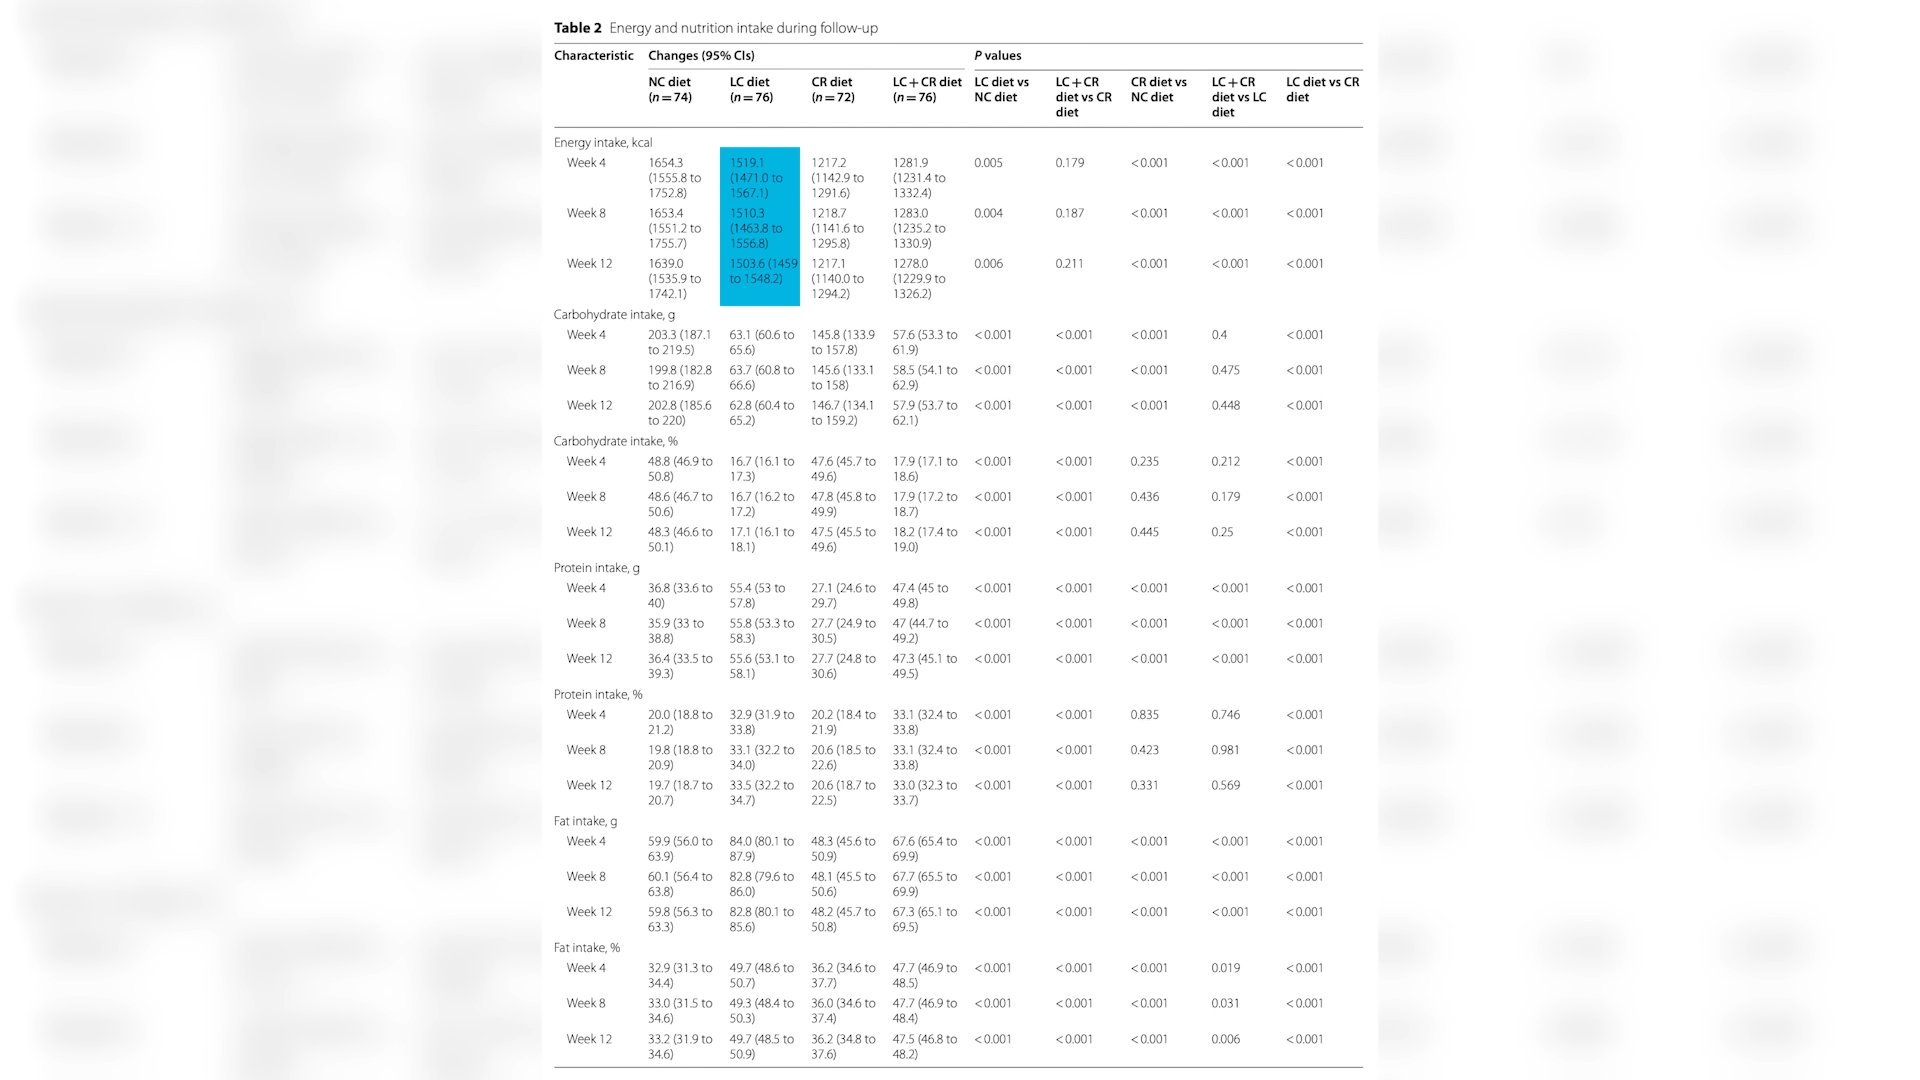 Table 2 Energy and nutrition intake during follow-up
Characteristic Changes (95% CIs) P values
NC diet (n = 74) LC diet (n = 76) CR diet (n = 72) LC + CR diet (n = 76) LC diet vs NC diet LC + CR diet vs CR diet CR diet vs NC diet LC + CR diet vs LC diet LC diet vs CR diet
Energy intake, kcal
Week 4 1654.3 (1555.8 to 1752.8) 1519.1 (1471.0 to 1567.1) 1217.2 (1142.9 to 1291.6) 1281.9 (1231.4 to 1332.4) 0.005 0.179 <0.001 <0.001 <0.001
Week 8 1653.4 (1551.2 to 1755.7) 1510.3 (1463.8 to 1556.8) 1218.7 (1141.6 to 1295.8) 1283.0 (1235.2 to 1330.9) 0.004 0.187 <0.001 <0.001 <0.001
Week 12 1639.0 (1535.9 to 1742.1) 1503.6 (1459 to 1548.2) 1217.1 (1140.0 to 1294.2) 1278.0 (1229.9 to 1326.2) 0.006 0.211 <0.001 <0.001 <0.001
Carbohydrate intake, g
Week 4 203.3 (187.1 to 219.5) 63.1 (60.6 to 65.6) 145.8 (133.9 to 157.8) 57.6 (53.3 to 61.9) <0.001 <0.001 <0.001 0.4 <0.001
Week 8 199.8 (182.8 to 216.9) 63.7 (60.8 to 66.6) 145.6 (133.1 to 158) 58.5 (54.1 to 62.9) <0.001 <0.001 <0.001 0.475 <0.001
Week 12 202.8 (185.6 to 220) 62.8 (60.4 to 65.2) 146.7 (134.1 to 159.2) 57.9 (53.7 to 62.1) <0.001 <0.001 <0.001 0.448 <0.001
Carbohydrate intake, %
Week 4 48.8 (46.9 to 50.8) 16.7 (16.1 to 17.3) 47.6 (45.7 to 49.6) 17.9 (17.1 to 18.6) <0.001 <0.001 0.235 0.212 <0.001
Week 8 48.6 (46.7 to 50.6) 16.7 (16.2 to 17.2) 47.8 (45.8 to 49.9) 17.9 (17.2 to 18.7) <0.001 <0.001 0.436 0.179 <0.001
Week 12 48.3 (46.6 to 50.1) 17.1 (16.1 to 18.1) 47.5 (45.5 to 49.6) 18.2 (17.4 to 19.0) <0.001 <0.001 0.445 0.25 <0.001
Protein intake, g
Week 4 36.8 (33.6 to 40) 55.4 (53 to 57.8) 27.1 (24.6 to 29.7) 47.4 (45 to 49.8) <0.001 <0.001 <0.001 <0.001 <0.001
Week 8 35.9 (33 to 38.8) 55.8 (53.3 to 58.3) 27.7 (24.9 to 30.5) 47 (44.7 to 49.2) <0.001 <0.001 <0.001 <0.001 <0.001
Week 12 36.4 (33.5 to 39.3) 55.6 (53.1 to 58.1) 27.7 (24.8 to 30.6) 47.3 (45.1 to 49.5) <0.001 <0.001 <0.001 <0.001 <0.001
Protein intake, %
Week 4 20.0 (18.8 to 21.2) 32.9 (31.9 to 33.8) 20.2 (18.4 to 21.9) 33.1 (32.4 to 33.8) <0.001 <0.001 0.835 0.746 <0.001
Week 8 19.8 (18.8 to 20.9) 33.1 (32.2 to 34.0) 20.6 (18.5 to 22.6) 33.1 (32.4 to 33.8) <0.001 <0.001 0.423 0.981 <0.001
Week 12 19.7 (18.7 to 20.7) 33.5 (32.2 to 34.7) 20.6 (18.7 to 22.5) 33.0 (32.3 to 33.7) <0.001 <0.001 0.331 0.569 <0.001
Fat intake, g
Week 4 59.9 (56.0 to 63.9) 84.0 (80.1 to 87.9) 48.3 (45.6 to 50.9) 67.6 (65.4 to 69.9) <0.001 <0.001 <0.001 <0.001 <0.001
Week 8 60.1 (56.4 to 63.8) 82.8 (79.6 to 86.0) 48.1 (45.5 to 50.6) 67.7 (65.5 to 69.9) <0.001 <0.001 <0.001 <0.001 <0.001
Week 12 59.8 (56.3 to 63.3) 82.8 (80.1 to 85.6) 48.2 (45.7 to 50.8) 67.3 (65.1 to 69.5) <0.001 <0.001 <0.001 <0.001 <0.001
Fat intake, %
Week 4 32.9 (31.3 to 34.4) 49.7 (48.6 to 50.7) 36.2 (34.6 to 37.7) 47.7 (46.9 to 48.5) <0.001 <0.001 <0.001 0.019 <0.001
Week 8 33.0 (31.5 to 34.6) 49.3 (48.4 to 50.3) 36.0 (34.6 to 37.4) 47.7 (46.9 to 48.4) <0.001 <0.001 <0.001 0.031 <0.001
Week 12 33.2 (31.9 to 34.6) 49.7 (48.5 to 50.9) 36.2 (34.8 to 37.6) 47.5 (46.8 to 48.2) <0.001 <0.001 <0.001 0.006 <0.001